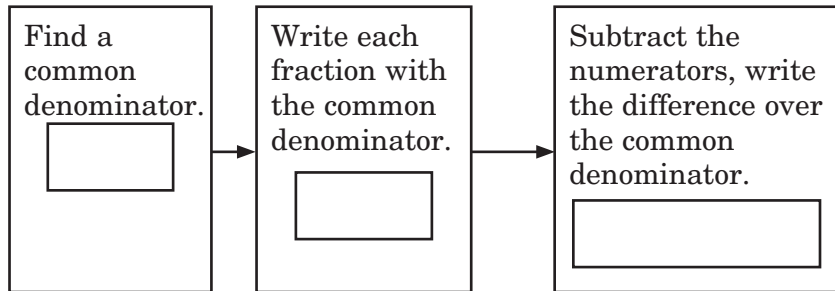 Find a
common
denominator.
Write each
fraction with
the common
denominator.
Subtract the
numerators, write
the difference over
the common
denominator.